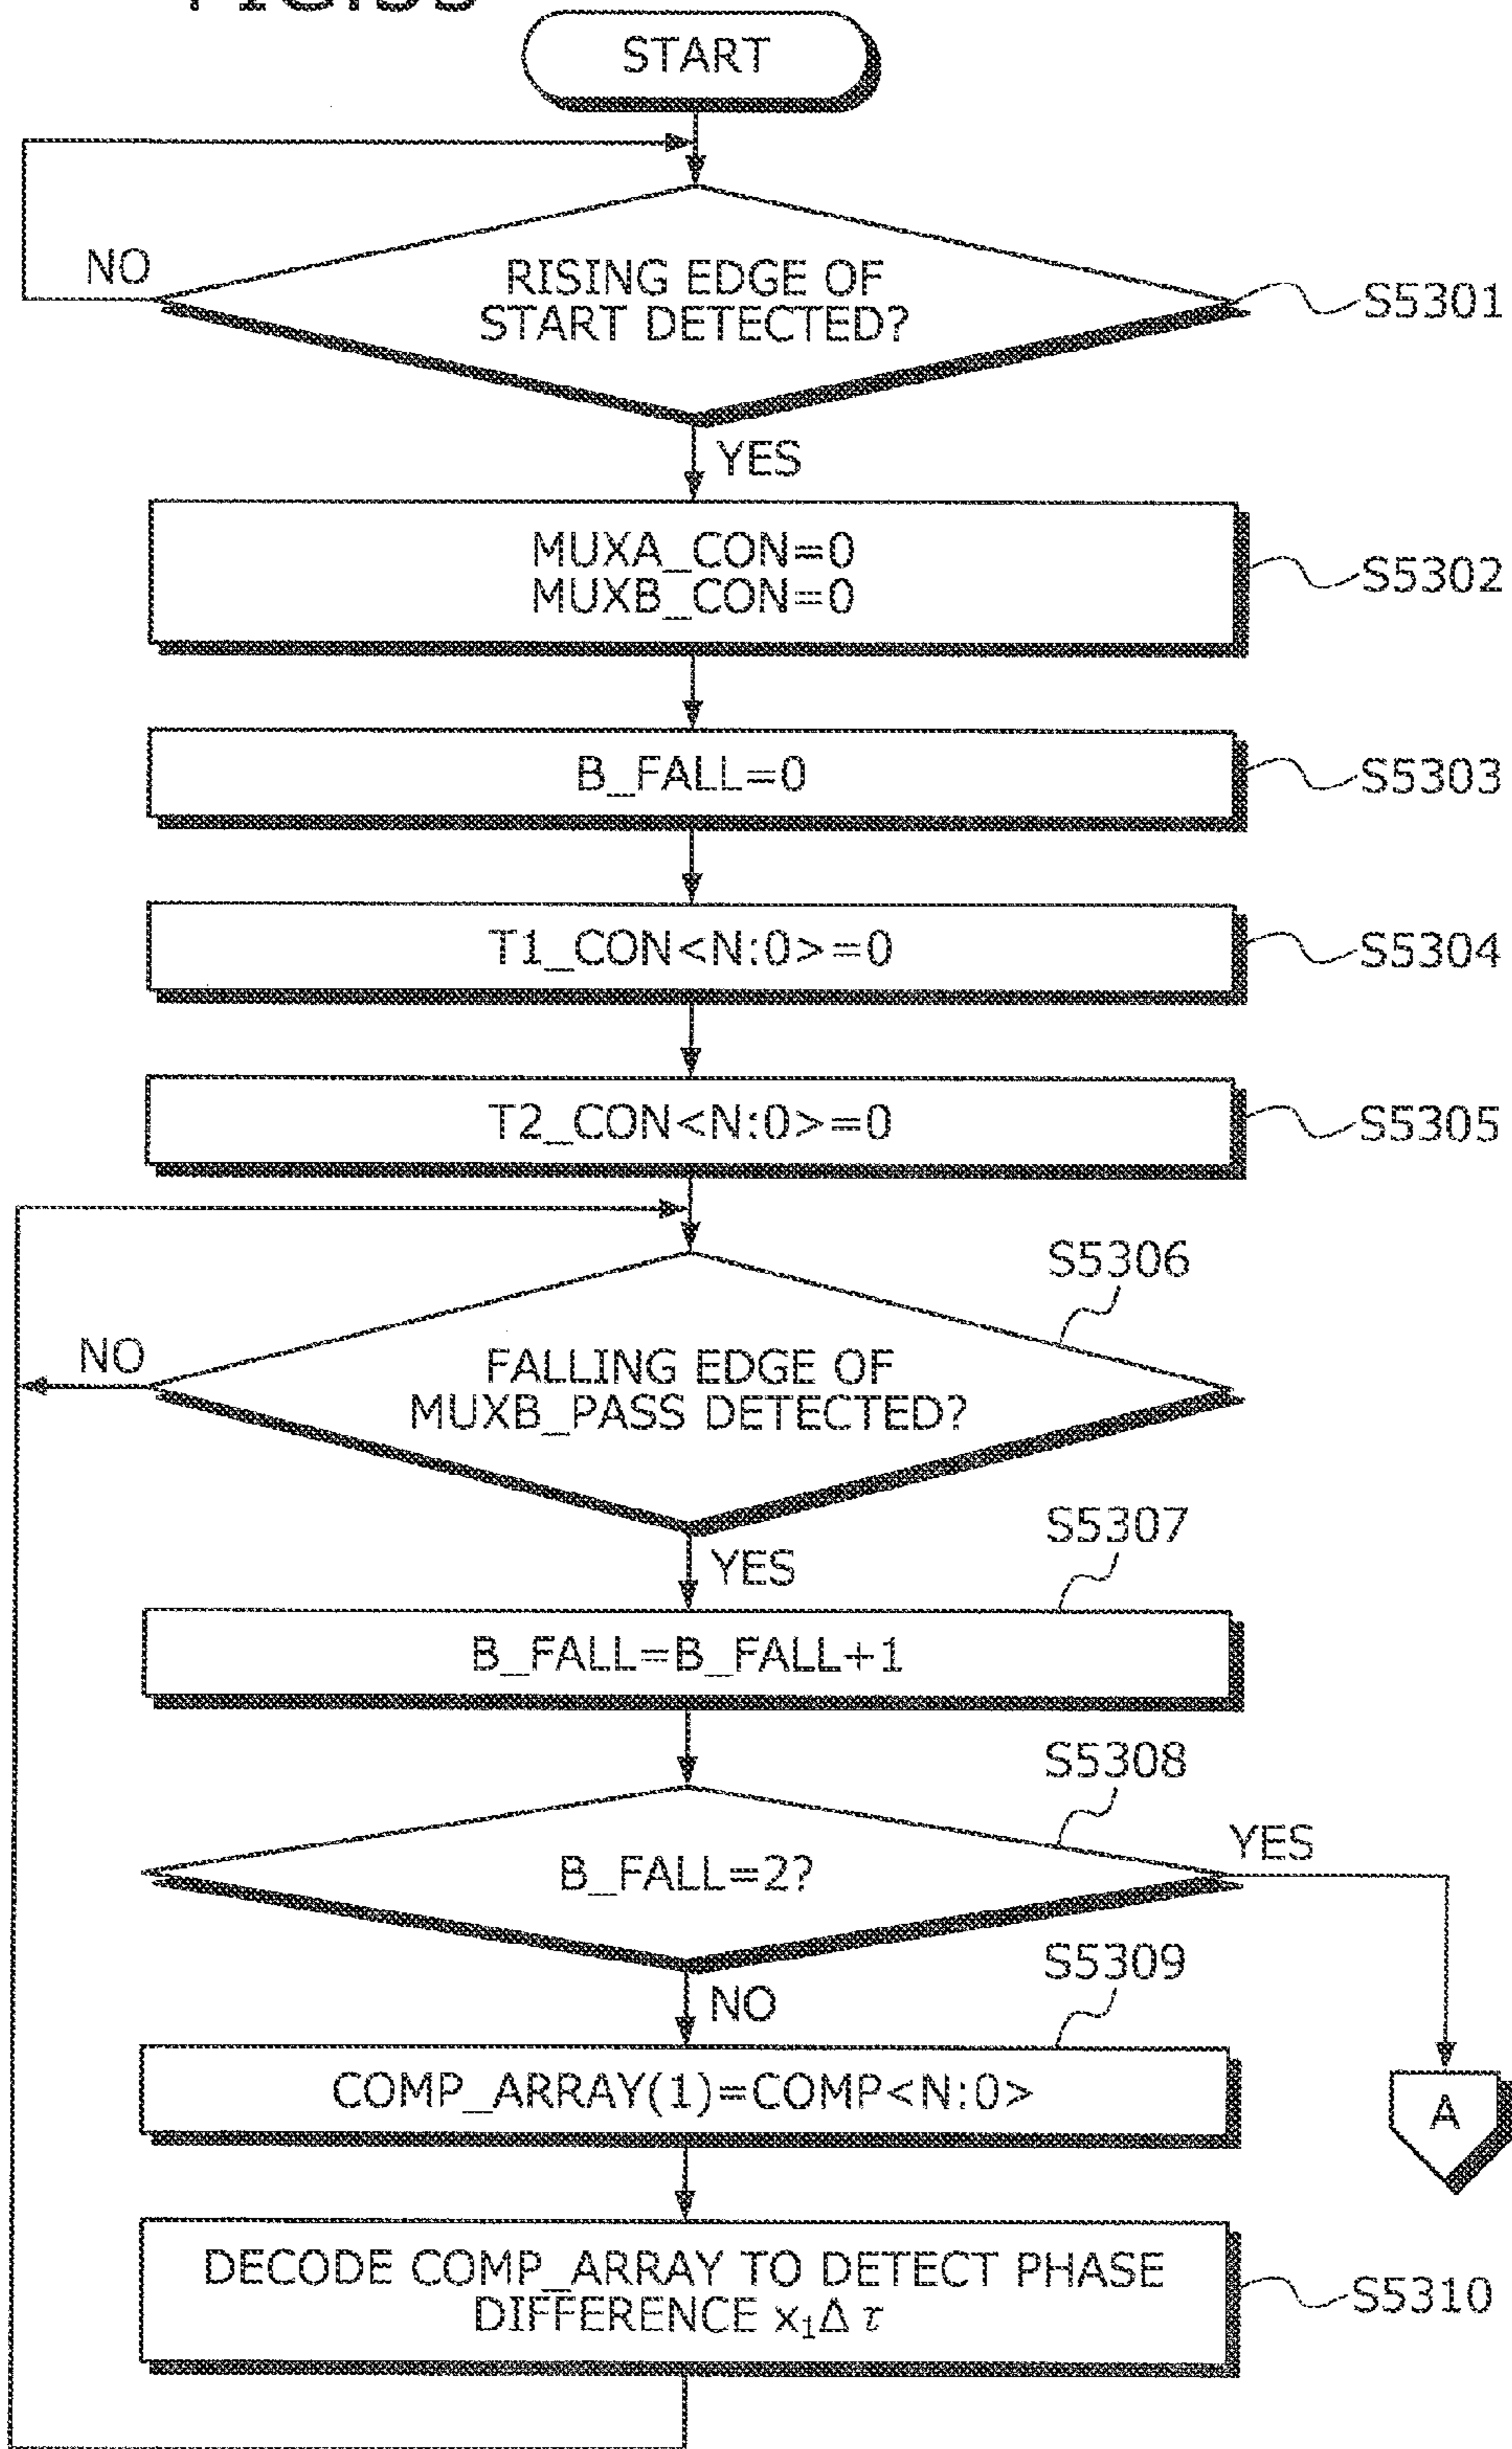 START
NO
RISING EDGE OF
START DETECTED?
S5301
YES
MUXA_CON=0
MUXB_CON=0
S5302
B_FALL=0
S5303
T1_CON<N:0>=0
S5304
T2_CON<N:0>=0
S5305
S5306
NO
FALLING EDGE OF
MUXB_PASS DETECTED?
S5307
YES
B_FALL=B_FALL+1
S5308
YES
B_FALL=2?
S5309
NO
COMP_ARRAY(1)=COMP<N:0>
A
DECODE COMP_ARRAY TO DETECT PHASE
DIFFERENCE x₁Δτ
S5310